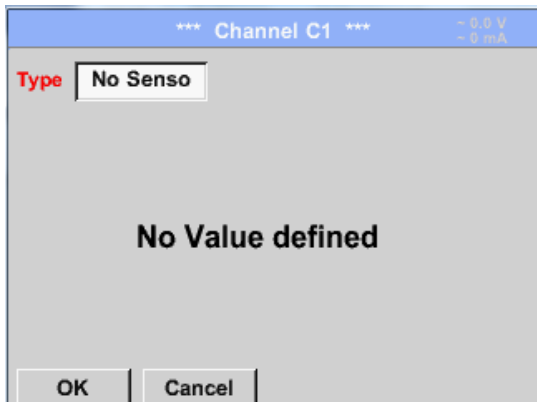 *** Channel C1 ***
~ 0.0 V
~ 0 mA
Type No Senso
No Value defined
OK Cancel